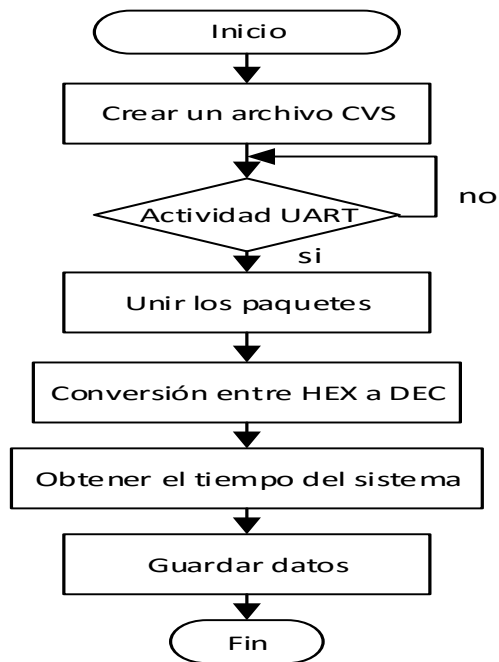 Inicio
Crear un archivo CVS
Actividad UART
no
si
Unir los paquetes
Conversión entre HEX a DEC
Obtener el tiempo del sistema
Guardar datos
Fin